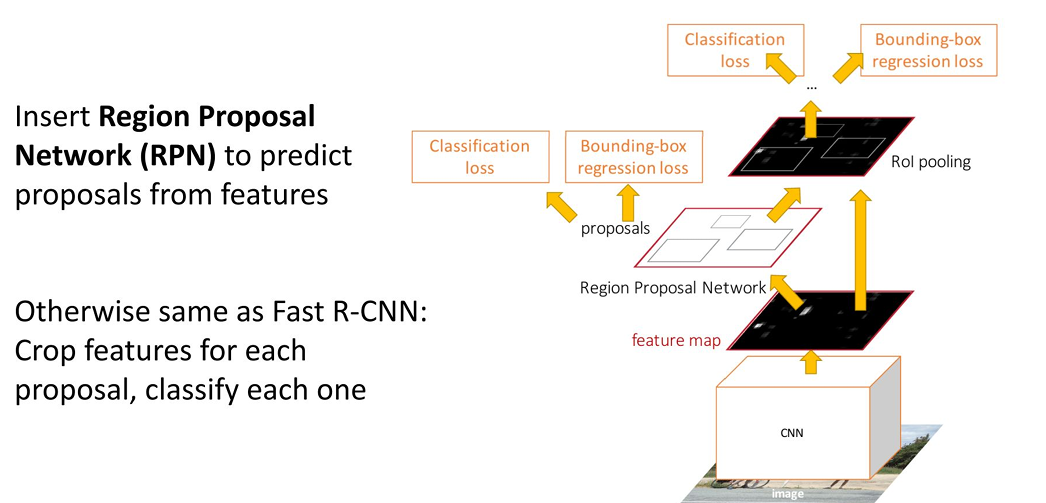 Insert Region Proposal
Network (RPN) to predict
proposals from features
Otherwise same as Fast R-CNN:
Crop features for each
proposal, classify each one
Classification
loss
Bounding-box
regression loss
...
RoI pooling
Classification
loss
Bounding-box
regression loss
proposals
Region Proposal Network
feature map
CNN
image